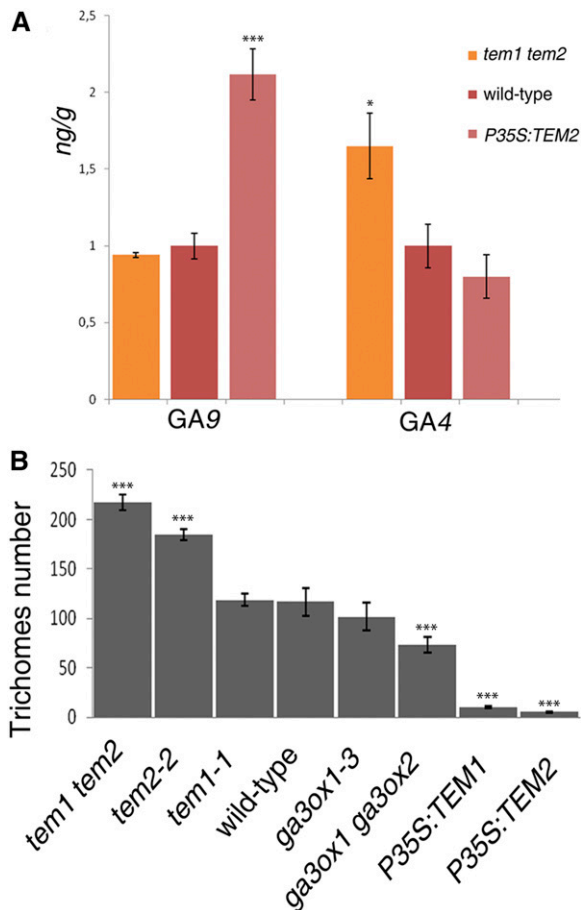 A
ng/g
2,5
2
1,5
1
0,5
0
***
*
tem1 tem2
wild-type
P35S:TEM2
GA9
GA4
B
Trichomes number
250
200
150
100
50
0
***
***
***
***
***
tem1 tem2
tem2-2
tem1-1
wild-type
ga3ox1-3
ga3ox1 ga3ox2
P35S:TEM1
P35S:TEM2